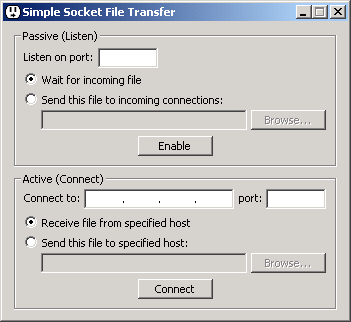 Simple Socket File Transfer
Passive (Listen)
Listen on port:
Wait for incoming file
Send this file to incoming connections:
Browse...
Enable
Active (Connect)
Connect to: . . . port:
Receive file from specified host
Send this file to specified host:
Browse...
Connect